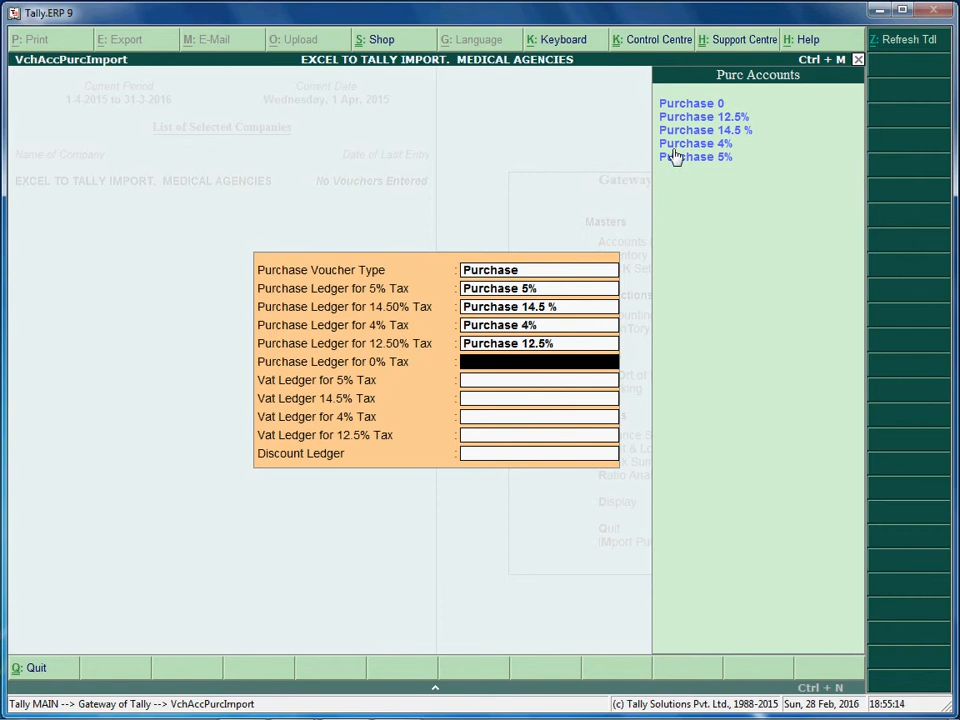 Tally.ERP 9
P: Print
E: Export
M: E-Mail
O: Upload
S: Shop
G: Language
K: Keyboard
K: Control Centre
H: Support Centre
H: Help
Z: Refresh Tdl
VchAccPurcImport
EXCEL TO TALLY IMPORT. MEDICAL AGENCIES
Ctrl + M
Current Period
1-4-2015 to 31-3-2016
Current Date
Wednesday, 1 Apr, 2015
List of Selected Companies
Name of Company
Date of Last Entry
EXCEL TO TALLY IMPORT. MEDICAL AGENCIES
No Vouchers Entered
Gateway
Masters
Quit
Display
Purc Accounts
Purchase 0
Purchase 12.5%
Purchase 14.5 %
Purchase 4%
Purchase 5%
Purchase Voucher Type : Purchase
Purchase Ledger for 5% Tax : Purchase 5%
Purchase Ledger for 14.50% Tax : Purchase 14.5 %
Purchase Ledger for 4% Tax : Purchase 4%
Purchase Ledger for 12.50% Tax : Purchase 12.5%
Purchase Ledger for 0% Tax :
Vat Ledger for 5% Tax :
Vat Ledger 14.5% Tax :
Vat Ledger for 4% Tax :
Vat Ledger for 12.5% Tax :
Discount Ledger :
Q: Quit
Ctrl + N
Tally MAIN --> Gateway of Tally --> VchAccPurcImport
(c) Tally Solutions Pvt. Ltd., 1988-2015
Sun, 28 Feb, 2016
18:55:14